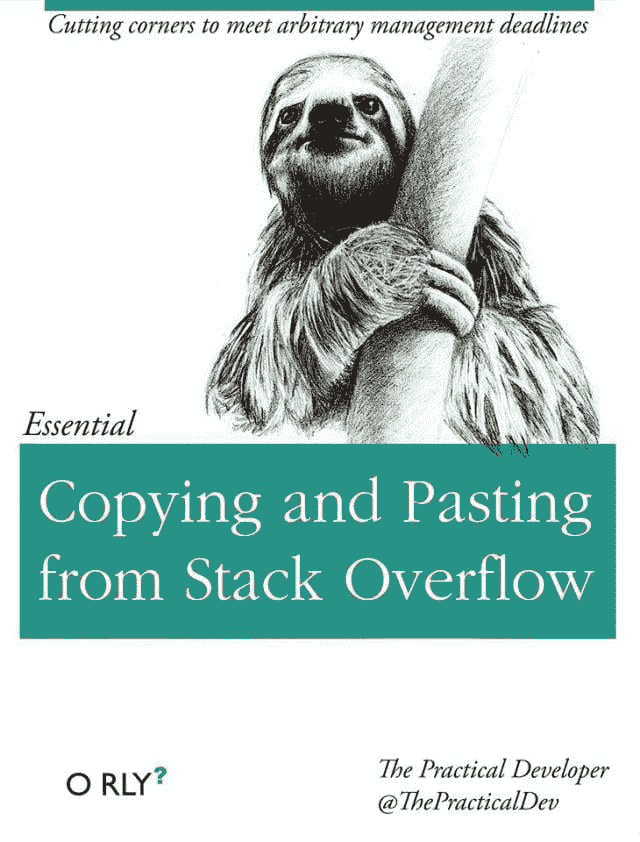 Cutting corners to meet arbitrary management deadlines
Essential
Copying and Pasting
from Stack Overflow
O RLY?
The Practical Developer
@ThePracticalDev